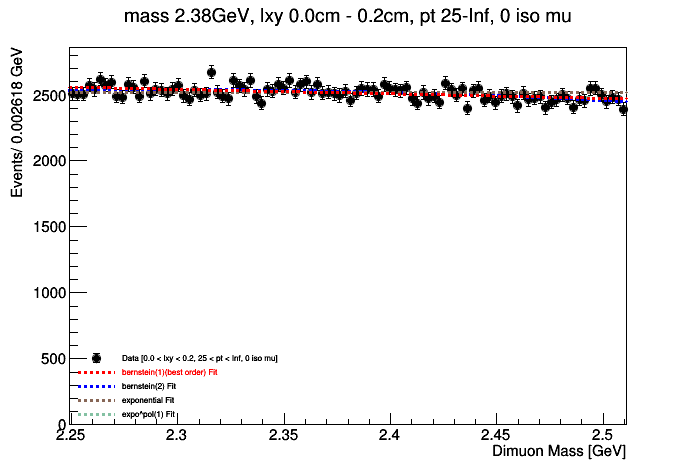 mass 2.38GeV, lxy 0.0cm - 0.2cm, pt 25-Inf, 0 iso mu
Events/ 0.002618 GeV
2500
2000
1500
1000
500
0
Data [0.0 < lxy < 0.2, 25 < pt < Inf, 0 iso mu]
bernstein(1)(best order) Fit
bernstein(2) Fit
exponential Fit
expo*pol(1) Fit
2.25 2.3 2.35 2.4 2.45 2.5
Dimuon Mass [GeV]